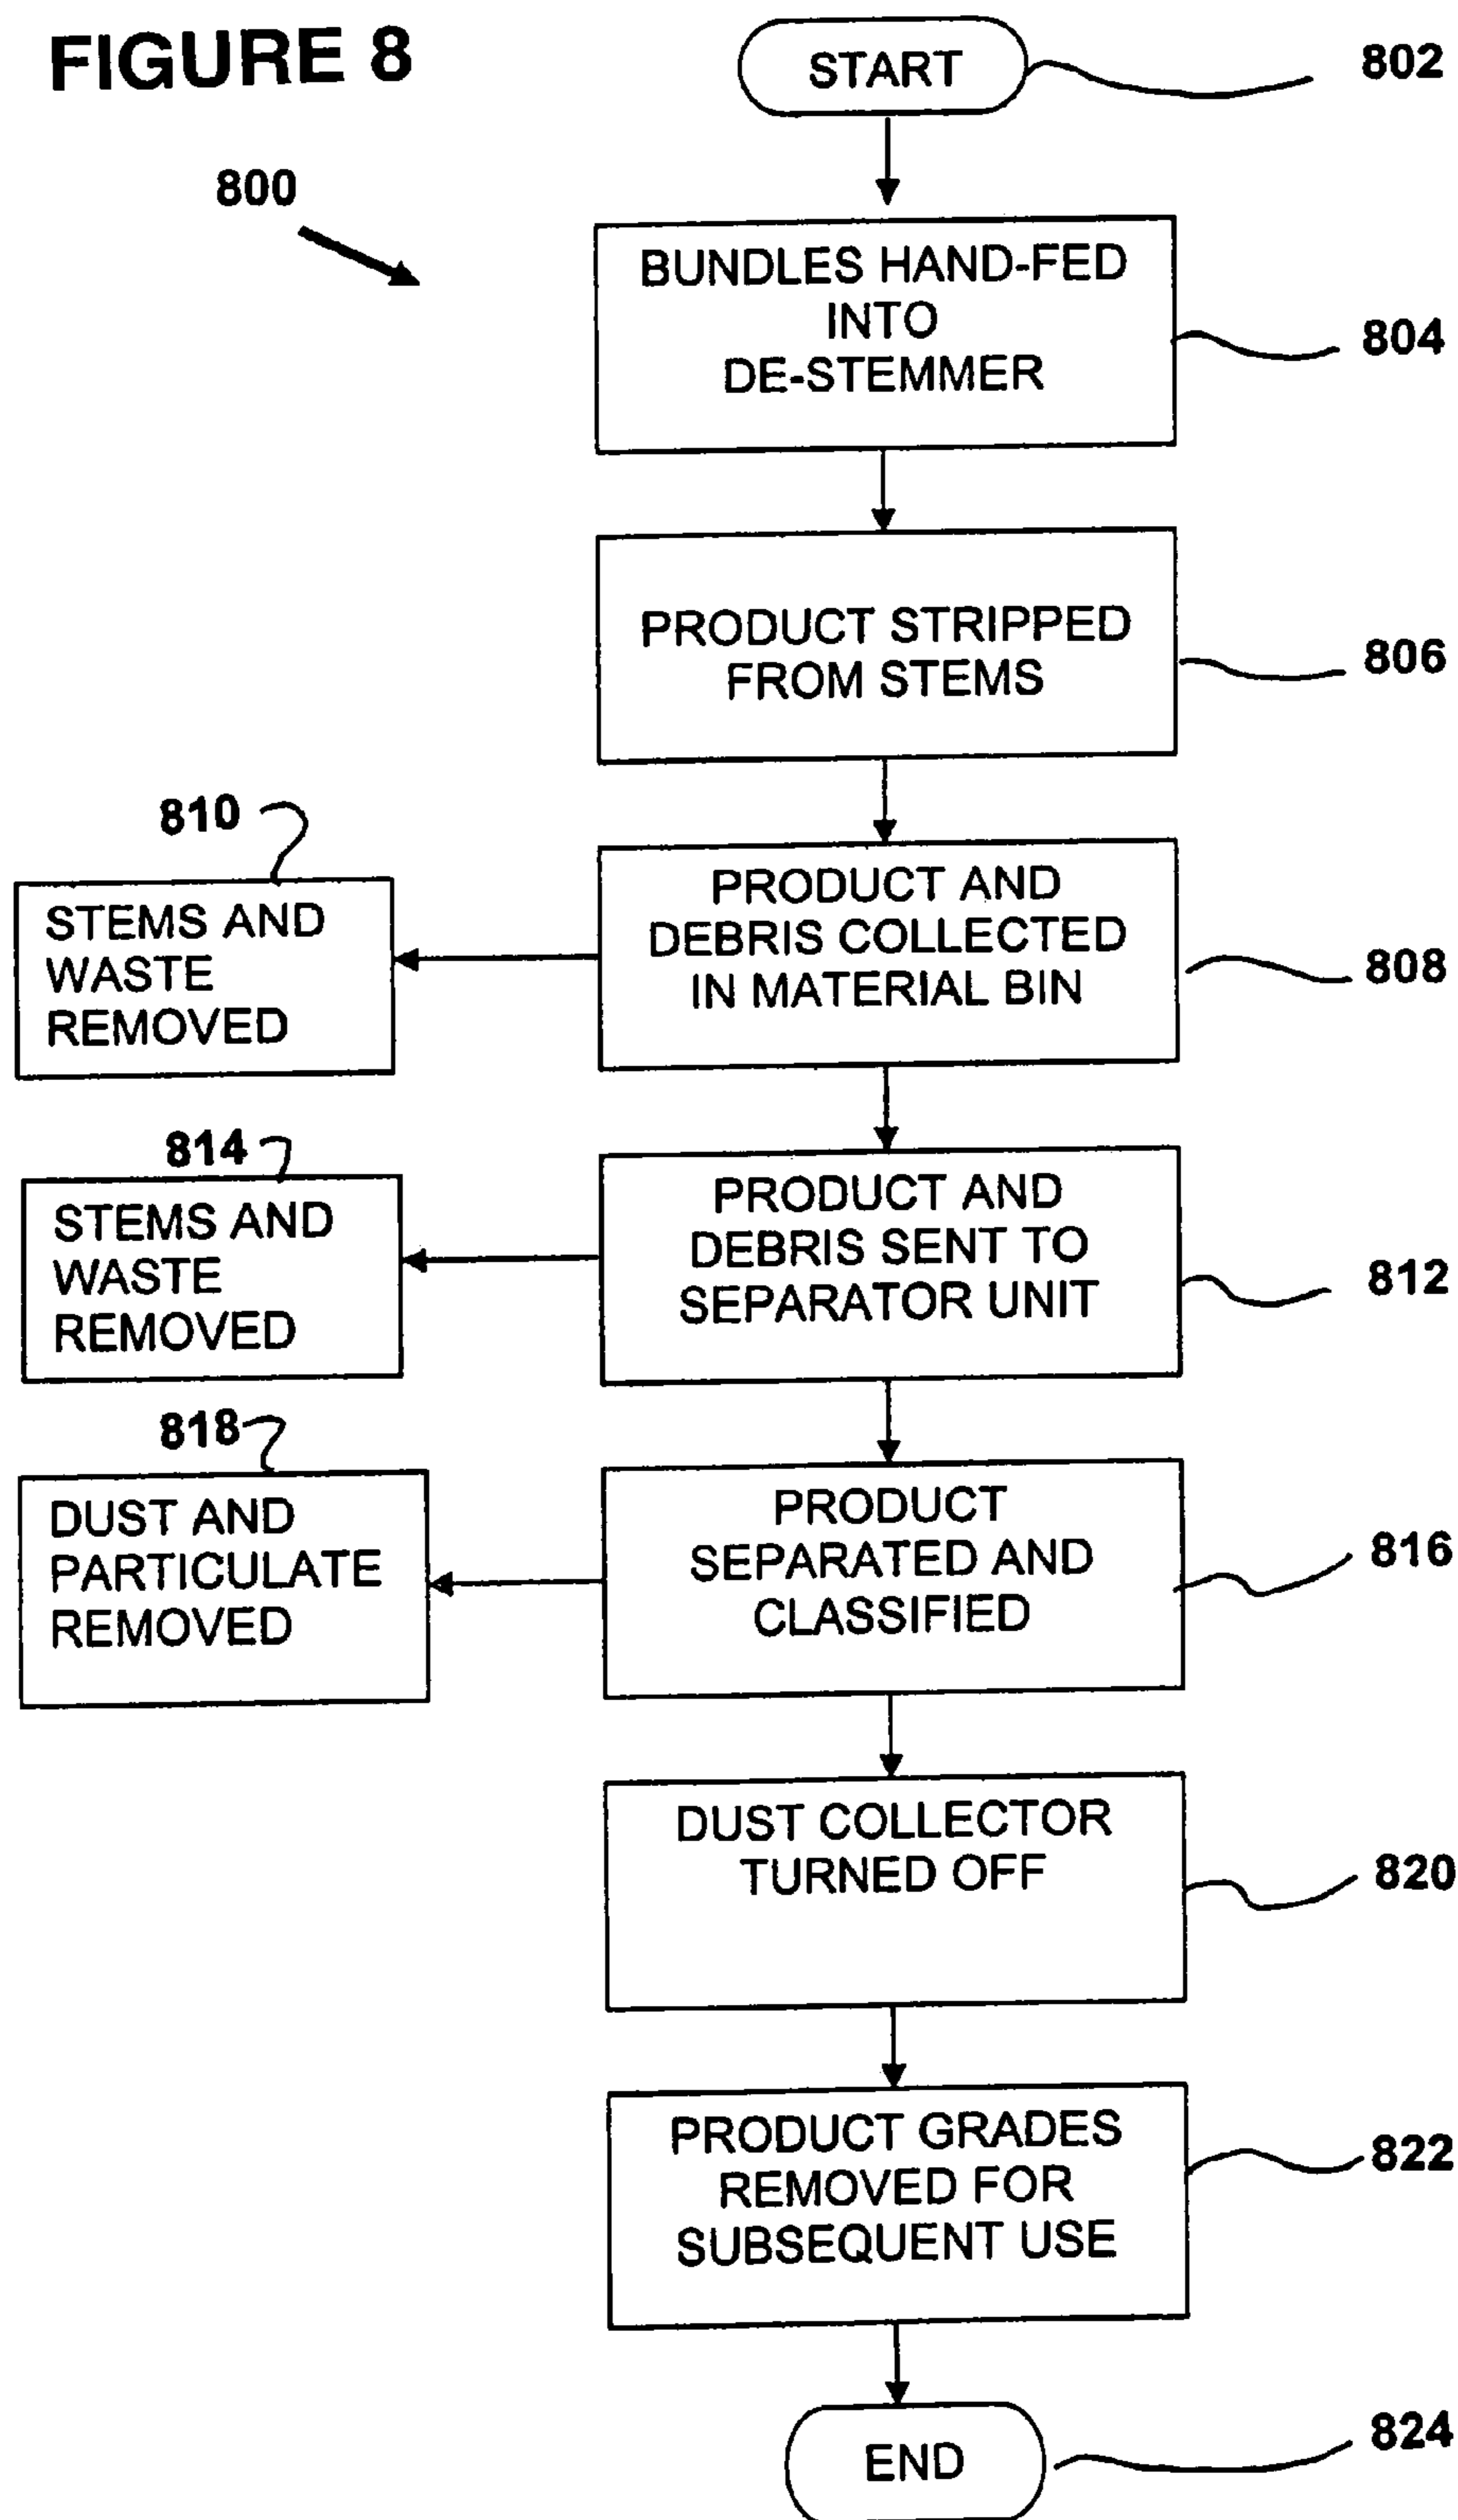 FIGURE 8
START
802
800
BUNDLES HAND-FED
INTO
DE-STEMMER
804
PRODUCT STRIPPED
FROM STEMS
806
810
STEMS AND
WASTE
REMOVED
PRODUCT AND
DEBRIS COLLECTED
IN MATERIAL BIN
808
814
STEMS AND
WASTE
REMOVED
PRODUCT AND
DEBRIS SENT TO
SEPARATOR UNIT
812
818
DUST AND
PARTICULATE
REMOVED
PRODUCT
SEPARATED AND
CLASSIFIED
816
DUST COLLECTOR
TURNED OFF
820
PRODUCT GRADES
REMOVED FOR
SUBSEQUENT USE
822
END
824